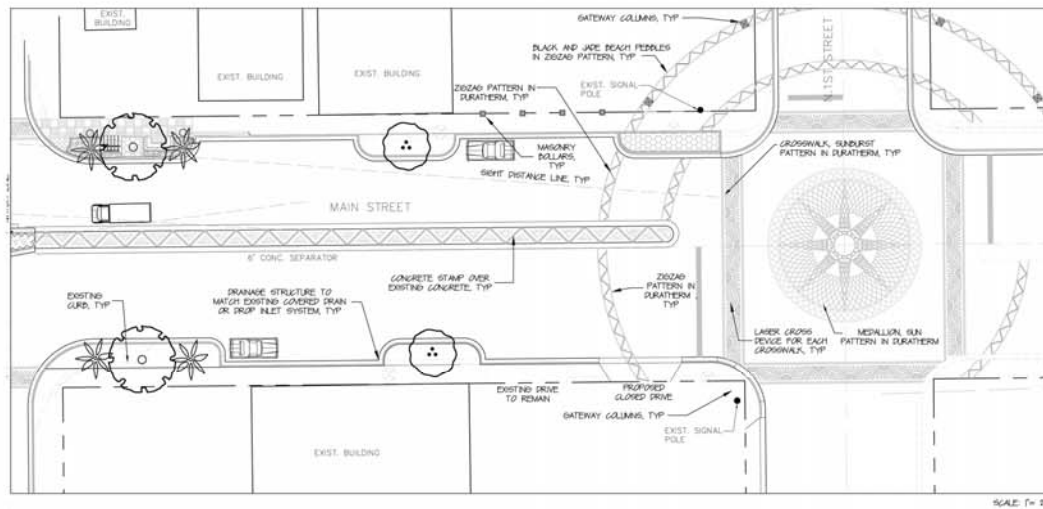 EXIST.
BUILDING
EXIST. BUILDING
EXIST. BUILDING
GATEWAY COLUMNS, TYP
BLACK AND JADE BEACH PEBBLES
IN ZIGZAG PATTERN, TYP
ZIGZAG PATTERN IN
DURATHERM, TYP
EXIST. SIGNAL
POLE
N.1ST STREET
MASONRY
BOLLARS,
TYP
SIGHT DISTANCE LINE, TYP
CROSSWALK, SUNBURST
PATTERN IN DURATHERM, TYP
MAIN STREET
6" CONC. SEPARATOR
CONCRETE STAMP OVER
EXISTING CONCRETE, TYP
ZIGZAG
PATTERN IN
DURATHERM
TYP
EXISTING
CURB, TYP
DRAINAGE STRUCTURE TO
MATCH EXISTING COVERED DRAIN
OR DROP INLET SYSTEM, TYP
LASER CROSS
DEVICE FOR EACH
CROSSWALK, TYP
MEDALLION, SUN
PATTERN IN DURATHERM
EXISTING DRIVE
TO REMAIN
PROPOSED
CLOSED DRIVE
GATEWAY COLUMNS, TYP
EXIST. SIGNAL
POLE
EXIST. BUILDING
SCALE: 1"=